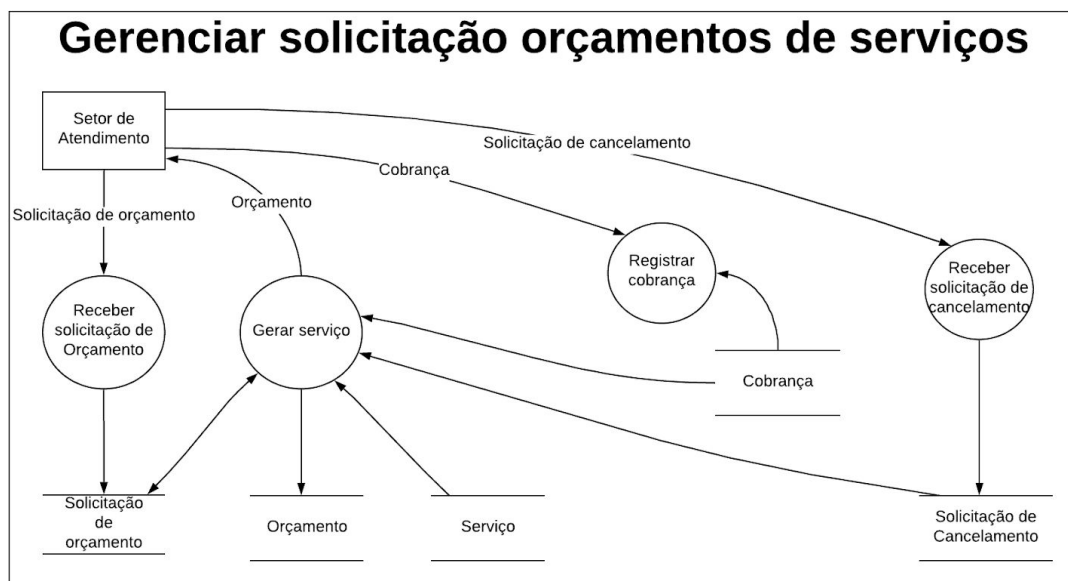 Gerenciar solicitação orçamentos de serviços
Setor de
Atendimento
Solicitação de cancelamento
Cobrança
Orçamento
Solicitação de orçamento
Registrar
cobrança
Receber
solicitação de
cancelamento
Receber
solicitação de
Orçamento
Gerar serviço
Cobrança
Solicitação
de
orçamento
Orçamento
Serviço
Solicitação de
Cancelamento